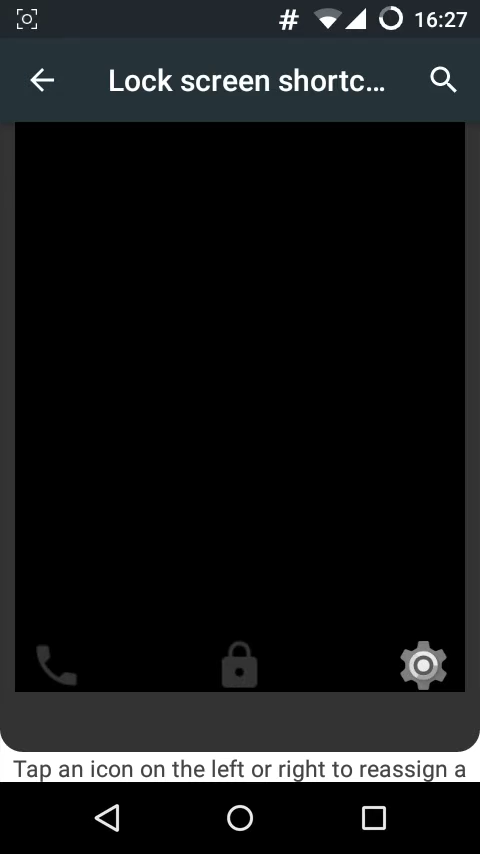 # 16:27
Lock screen shortc...
Tap an icon on the left or right to reassign a